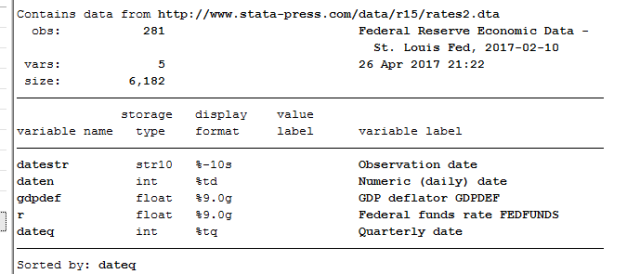 Contains data from http://www.stata-press.com/data/r15/rates2.dta
obs: 281 Federal Reserve Economic Data -
St. Louis Fed, 2017-02-10
vars: 5 26 Apr 2017 21:22
size: 6,182
storage display value
variable name type format label variable label
datestr str10 %-10s Observation date
daten int %td Numeric (daily) date
gdpdef float %9.0g GDP deflator GDPDEF
r float %9.0g Federal funds rate FEDFUNDS
dateq int %tq Quarterly date
Sorted by: dateq